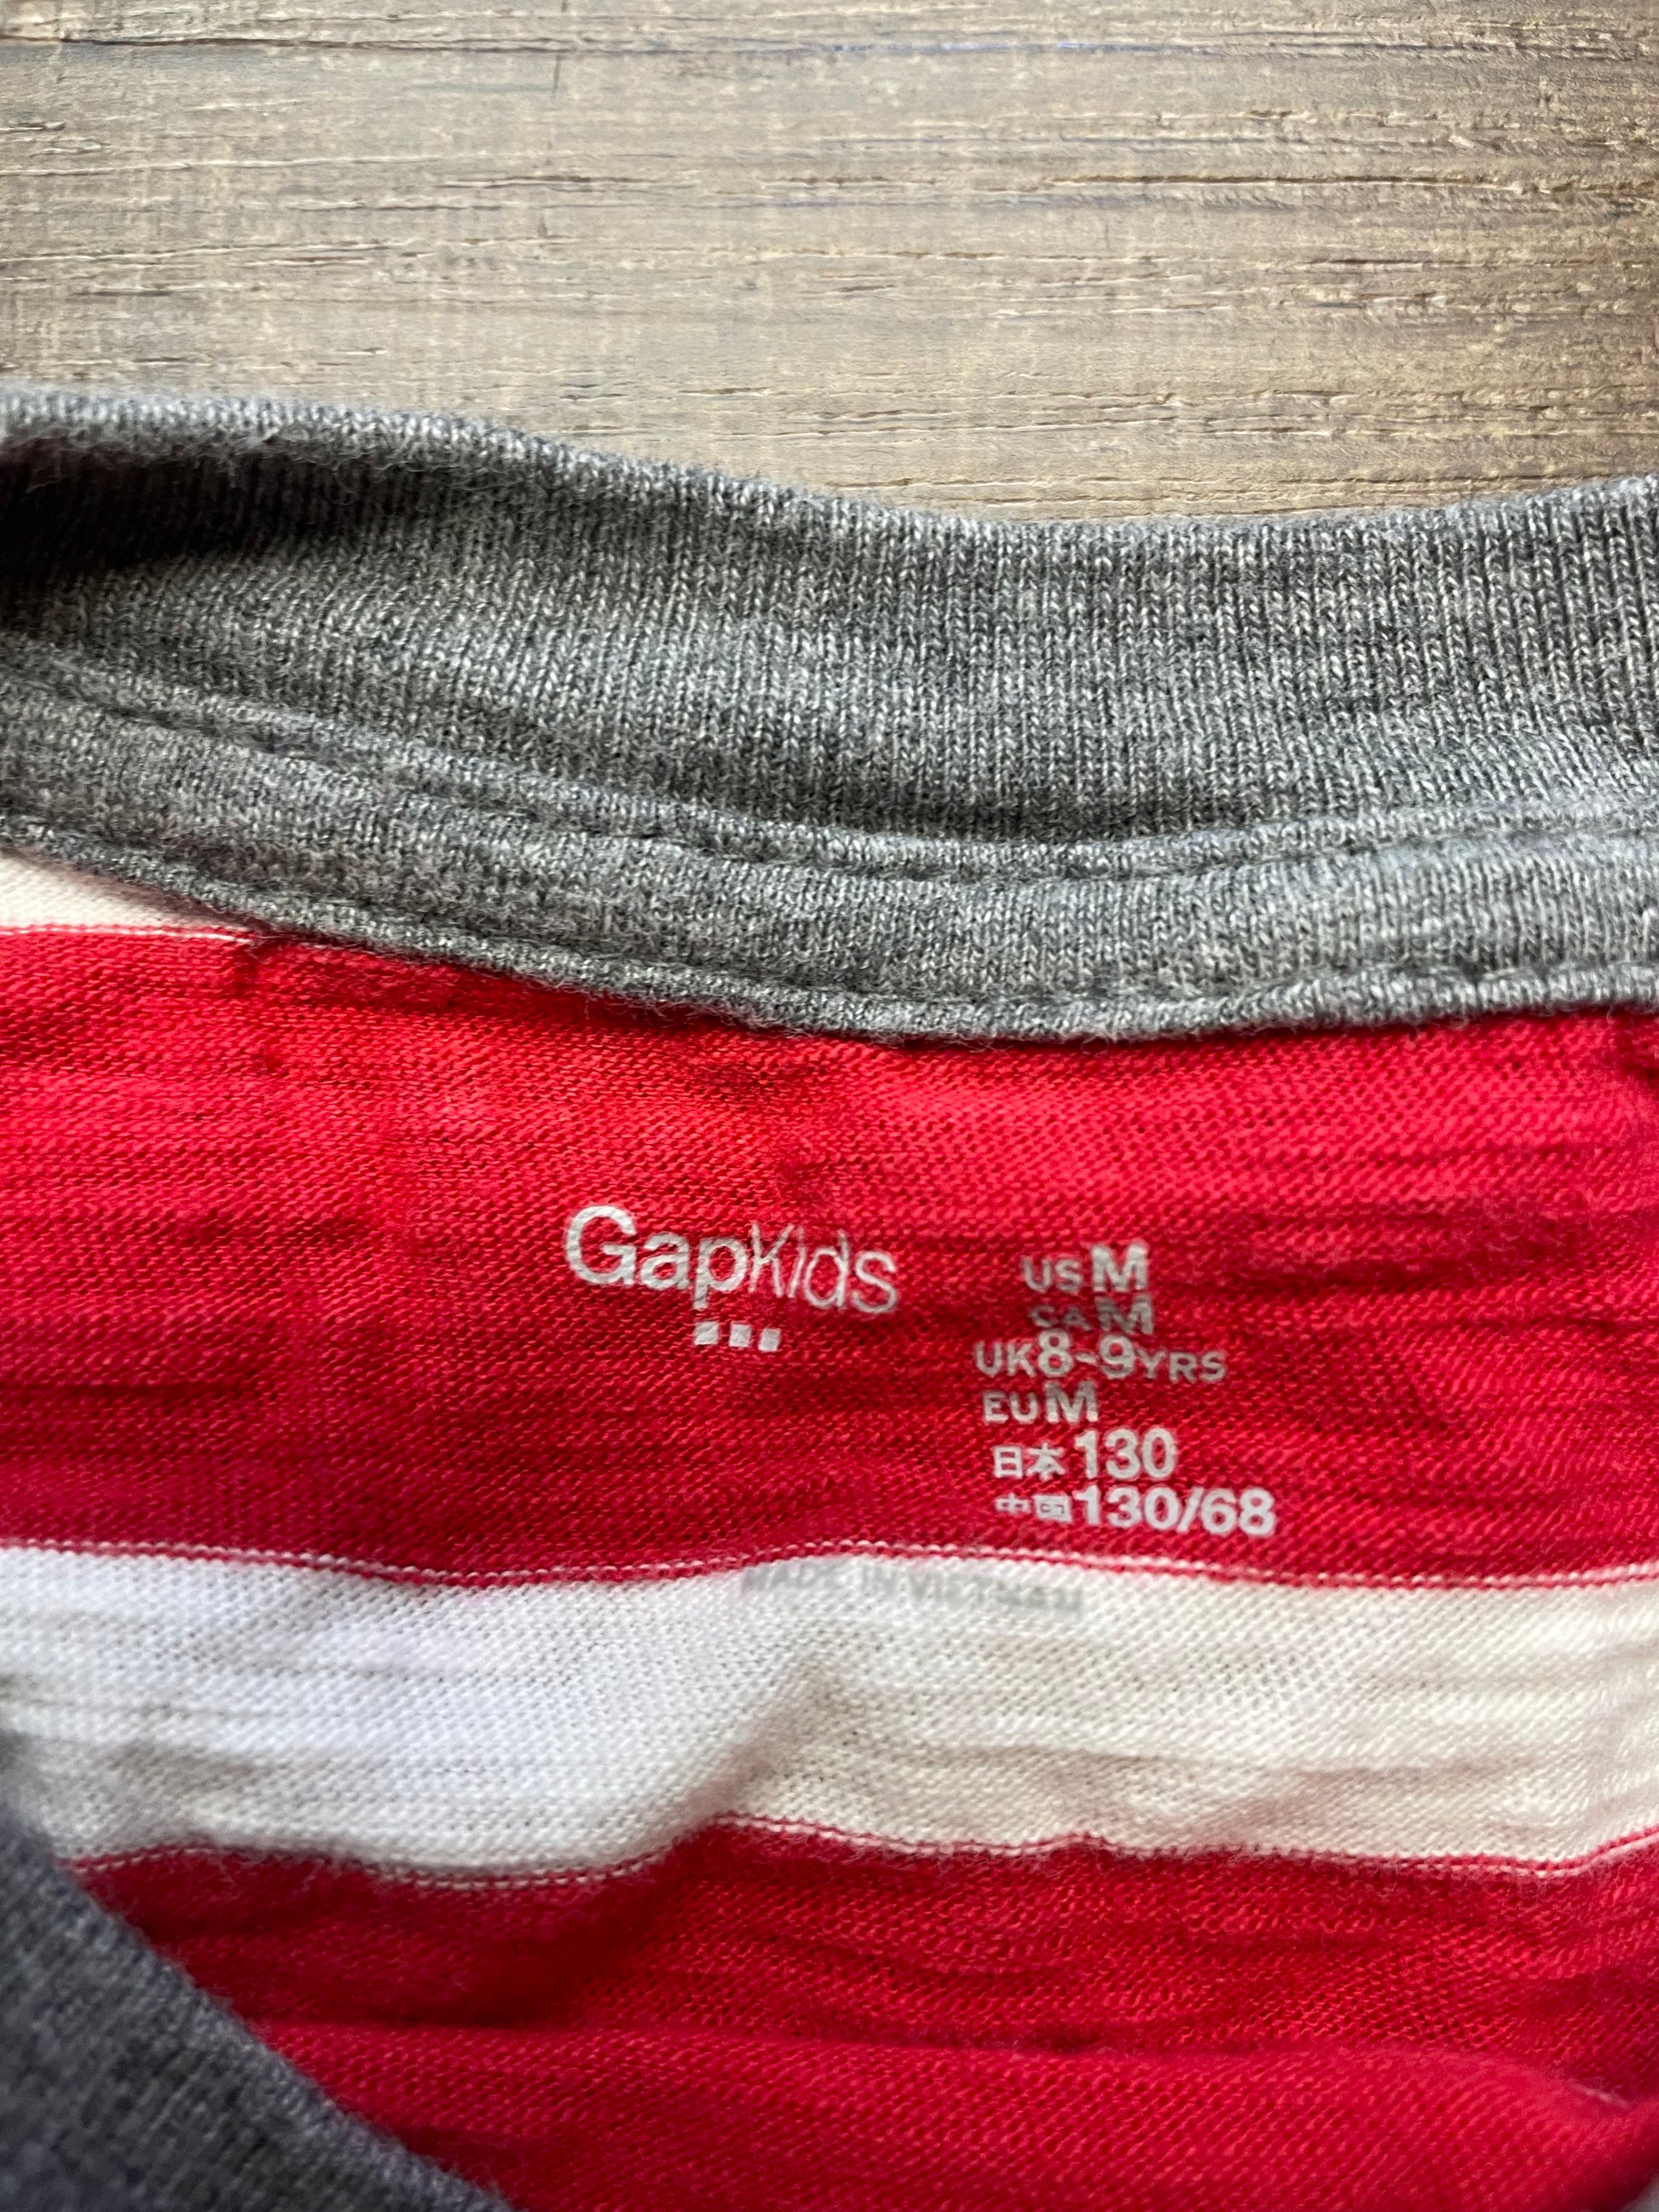 GapKids
US M
CA M
UK 8-9 YRS
EU M
日本 130
中国 130/68
MADE IN VIETNAM